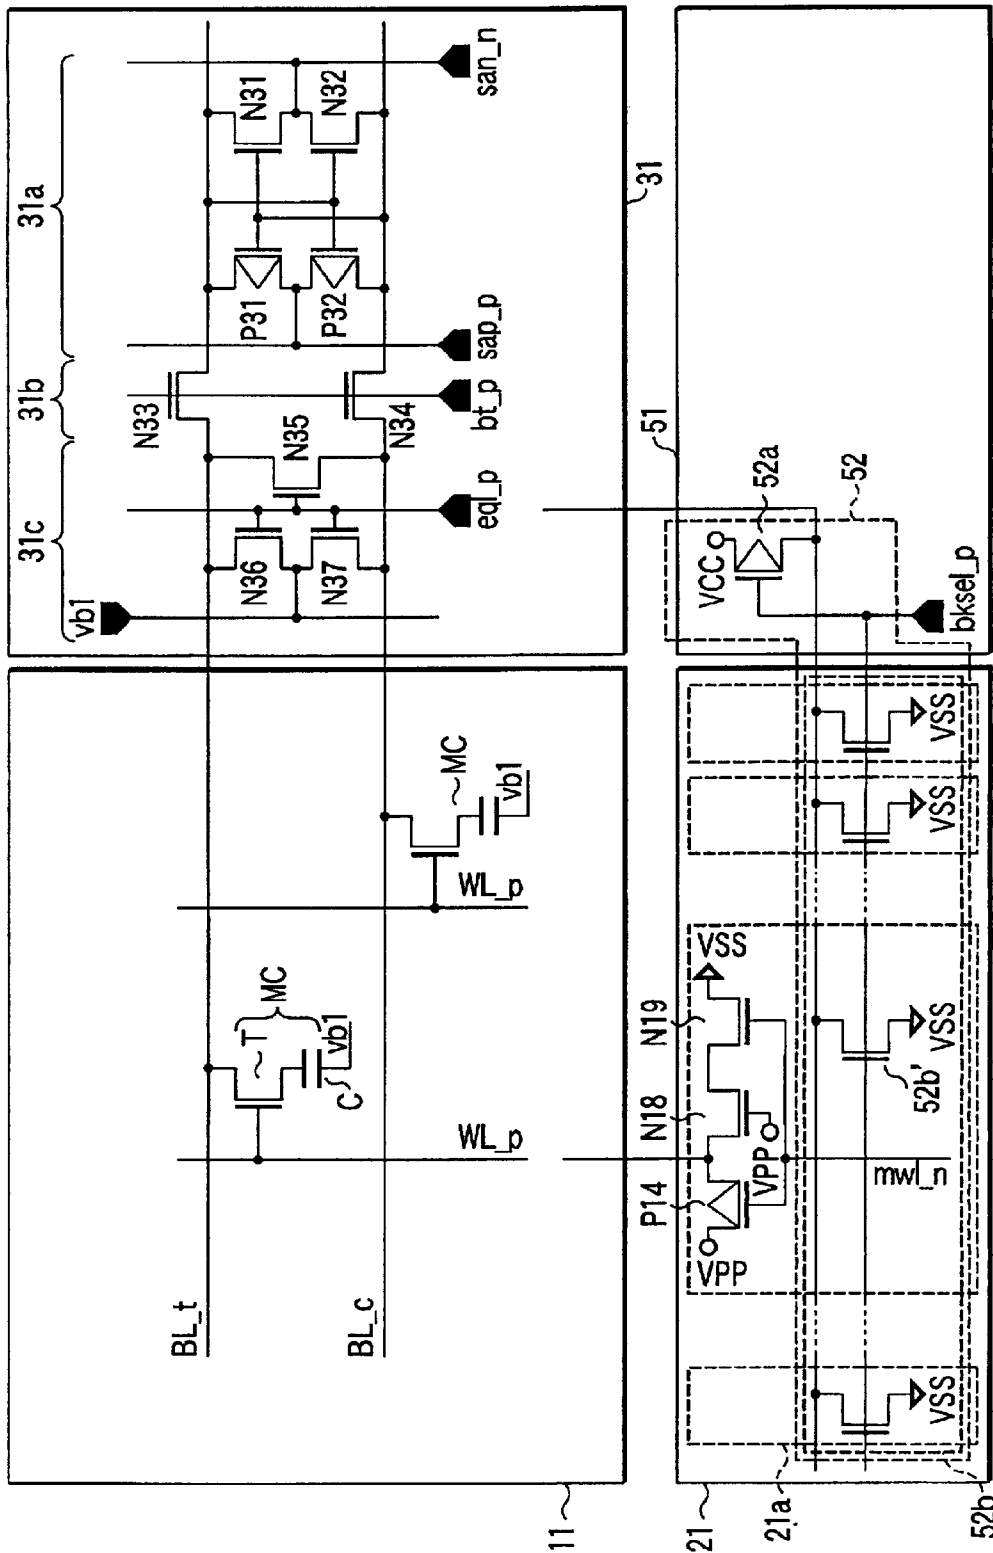 31a
31b
31c
vb1
N36
N37
eql_p
N35
N33
N34
bt_p
sap_p
P31
P32
N31
N32
san_n
31
BL_t
BL_c
WL_p
T
MC
C
vb1
WL_p
MC
vb1
11
51
52a
52
VCC
bksel_p
P14
N18
N19
VPP
VPP
VSS
mwl_n
52b'
VSS
VSS
VSS
VSS
21
21a
52b